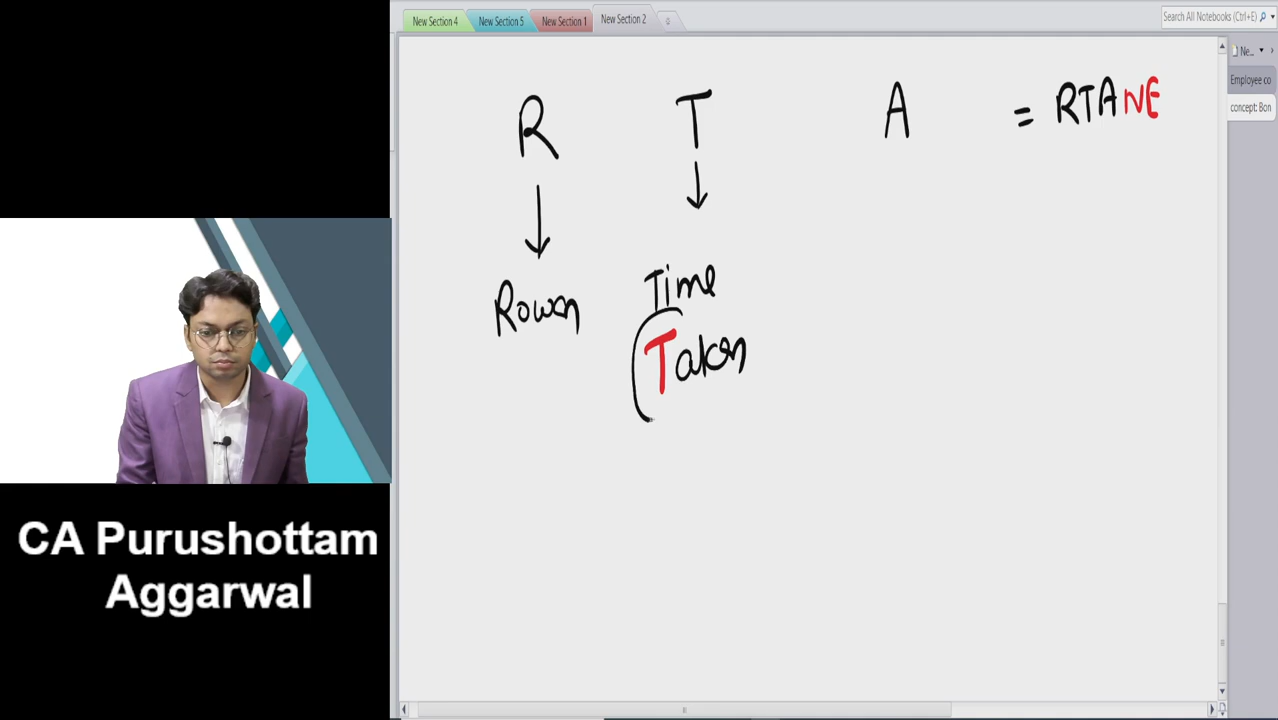 New Section 4 New Section 5 New Section 1 New Section 2
Search All Notebooks (Ctrl+E)
Ne...
Employee co
concept: Bon
R T A = RTANE
Rowan
Time
Taken
CA Purushottam
Aggarwal